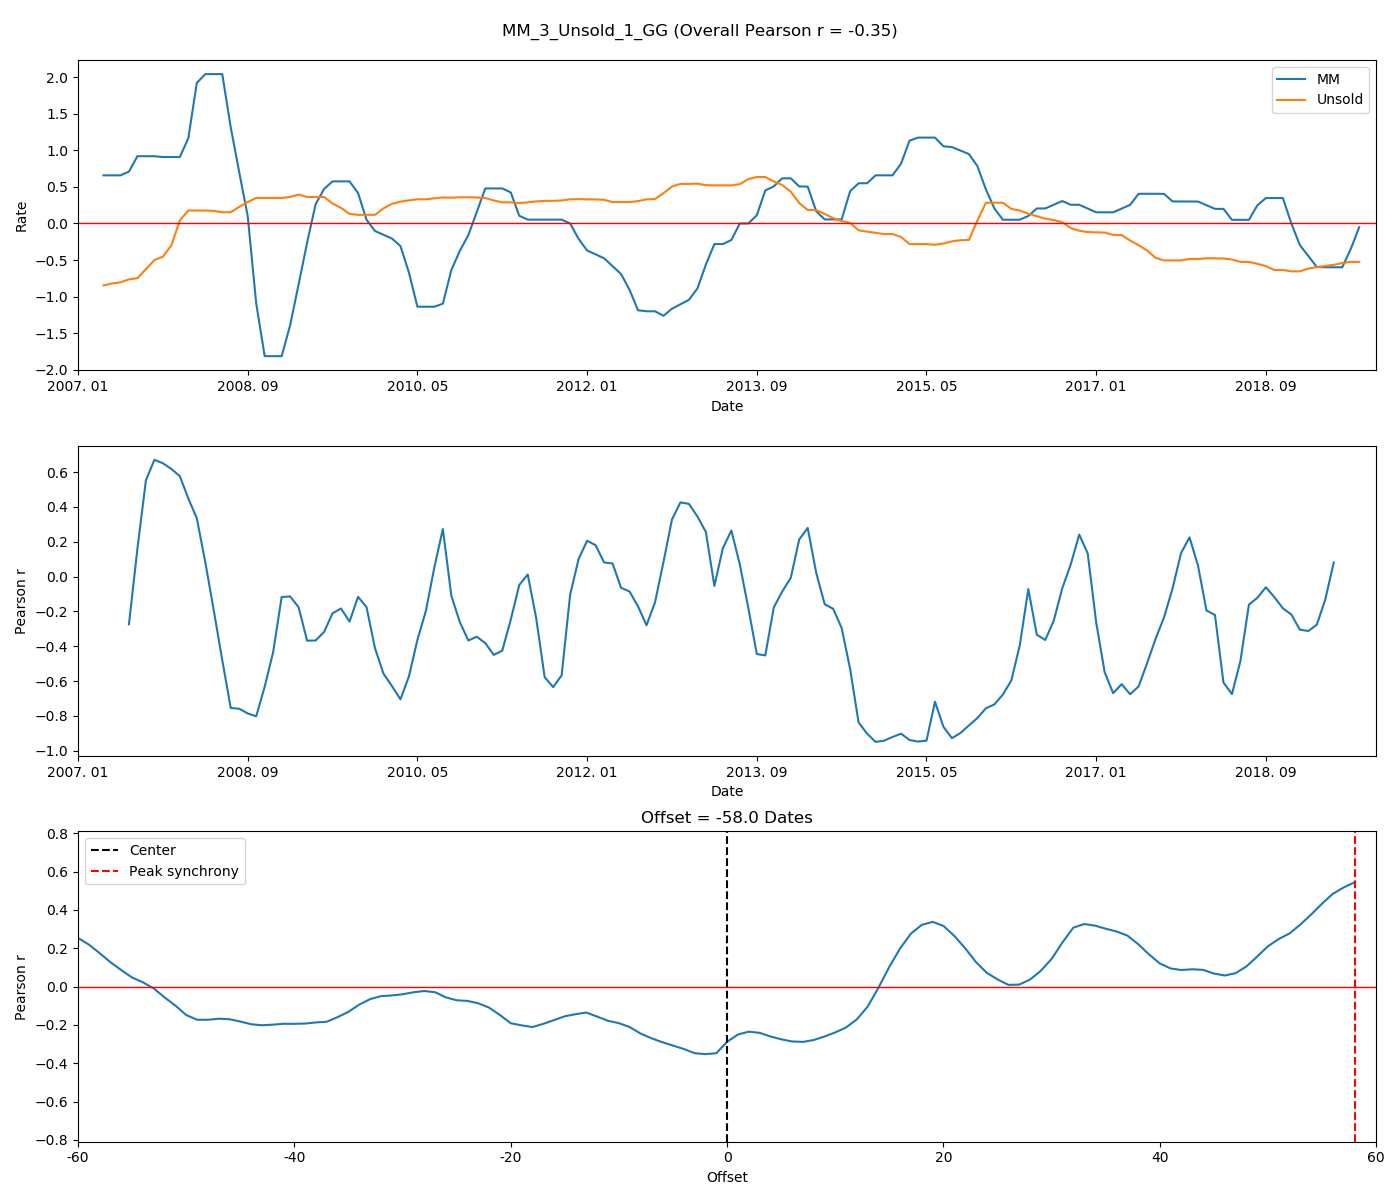 MM_3_Unsold_1_GG (Overall Pearson r = -0.35)
2.0
1.5
1.0
0.5
0.0
−0.5
−1.0
−1.5
−2.0
Rate
MM
Unsold
2007. 01 2008. 09 2010. 05 2012. 01 2013. 09 2015. 05 2017. 01 2018. 09
Date
0.6
0.4
0.2
0.0
−0.2
−0.4
−0.6
−0.8
−1.0
Pearson r
2007. 01 2008. 09 2010. 05 2012. 01 2013. 09 2015. 05 2017. 01 2018. 09
Date
Offset = -58.0 Dates
0.8
0.6
0.4
0.2
0.0
−0.2
−0.4
−0.6
−0.8
Pearson r
Center
Peak synchrony
-60 -40 -20 0 20 40 60
Offset